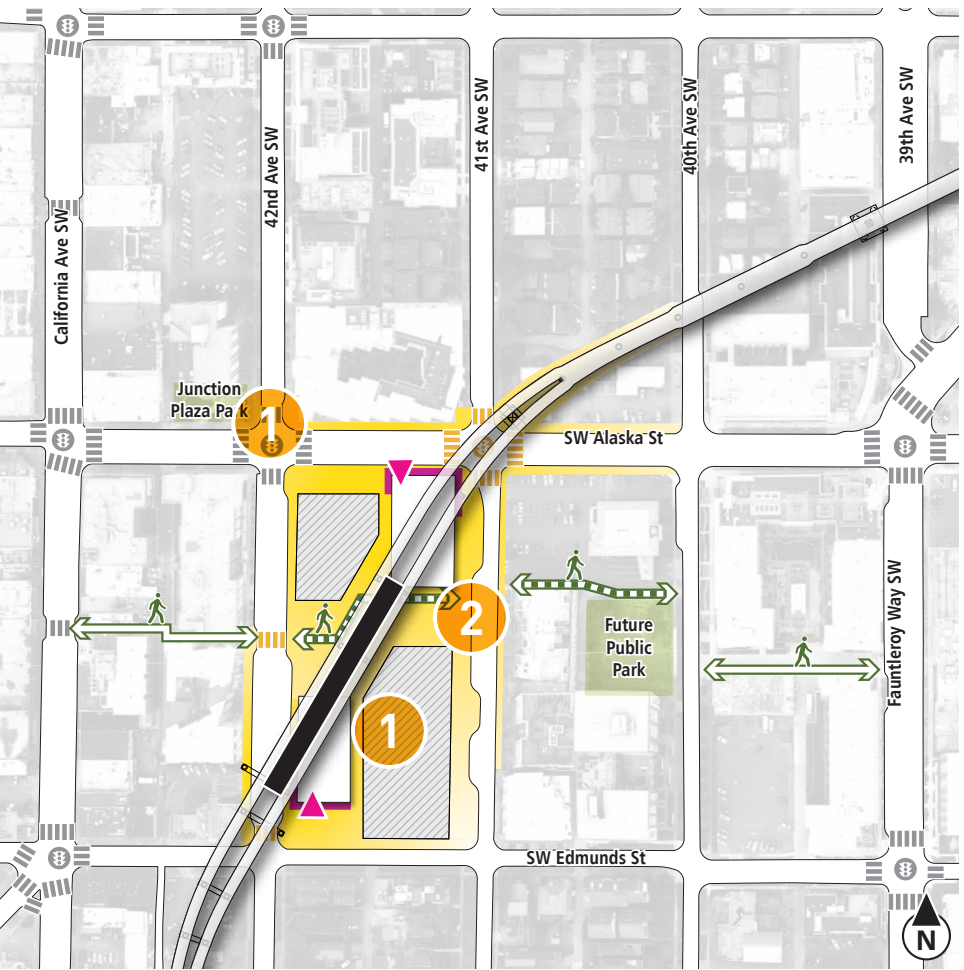 California Ave SW
42nd Ave SW
41st Ave SW
40th Ave SW
39th Ave SW
Junction
Plaza Park
1
SW Alaska St
2
Future
Public
Park
Fauntleroy Way SW
1
SW Edmunds St
N